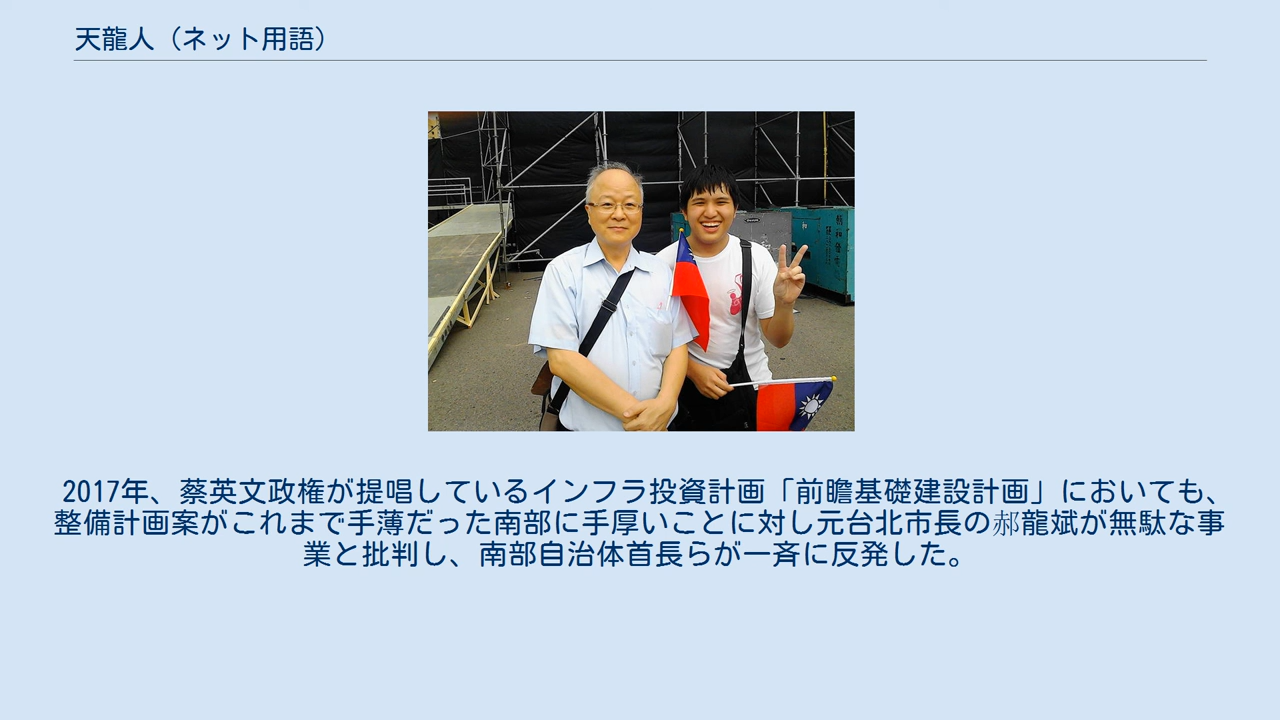 天龍人（ネット用語）
2017年、蔡英文政権が提唱しているインフラ投資計画「前瞻基礎建設計画」においても、
整備計画案がこれまで手薄だった南部に手厚いことに対し元台北市長の郝龍斌が無駄な事
業と批判し、南部自治体首長らが一斉に反発した。